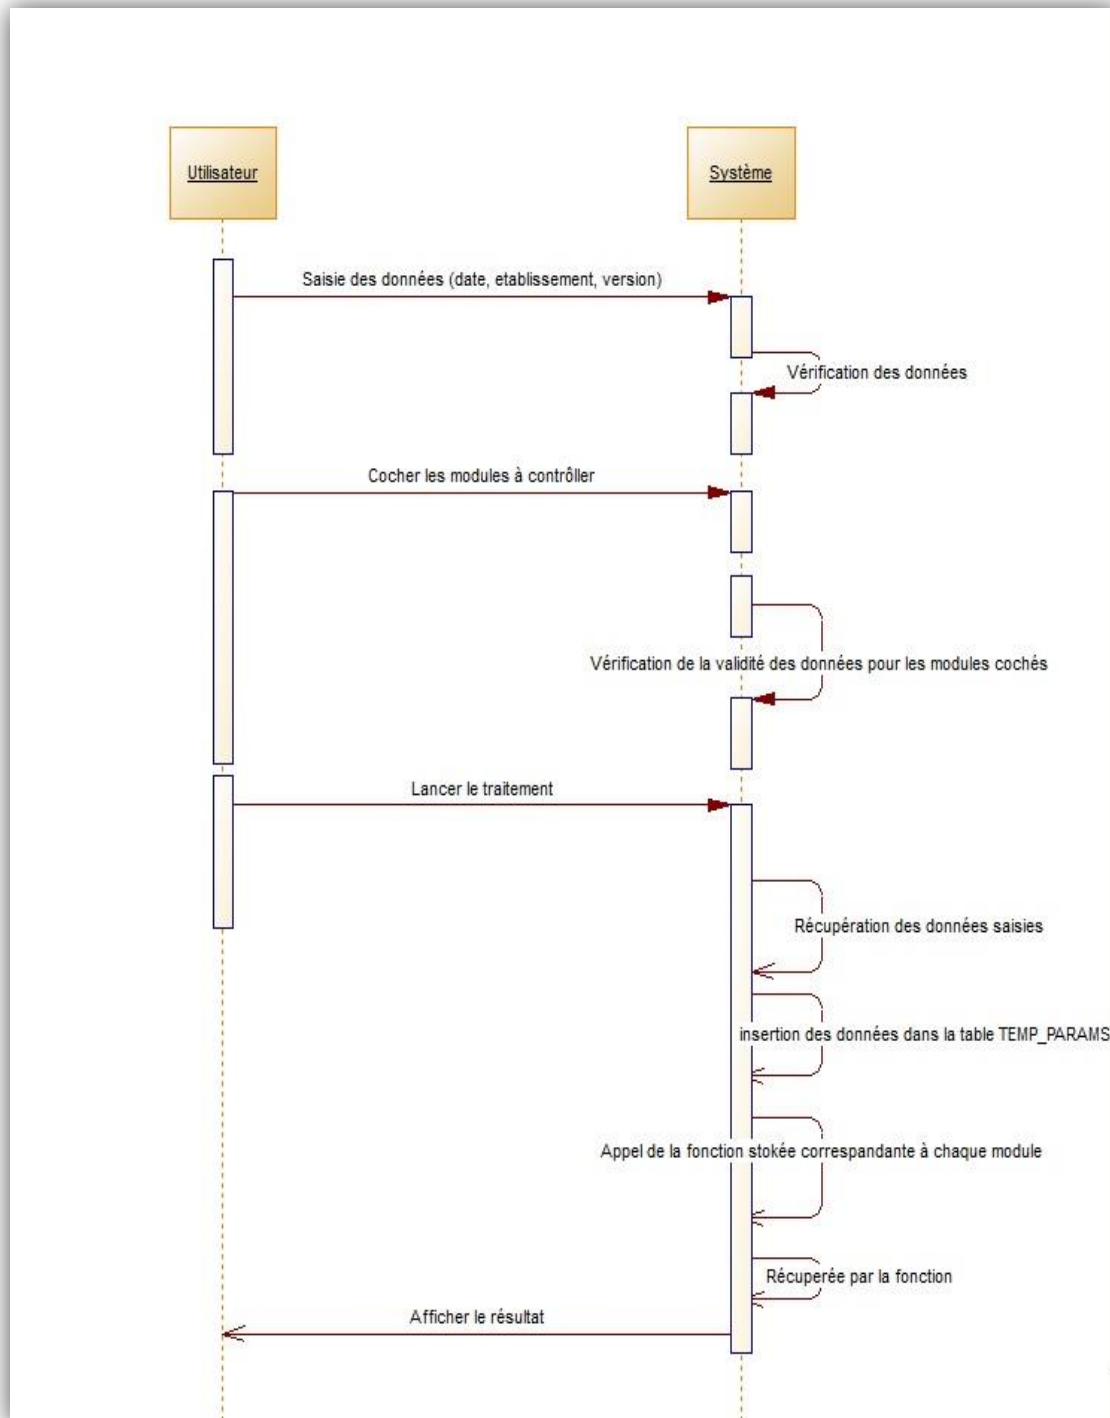 Utilisateur
Système
Saisie des données (date, etablissement, version)
Vérification des données
Cocher les modules à contrôller
Vérification de la validité des données pour les modules cochés
Lancer le traitement
Récupération des données saisies
insertion des données dans la table TEMP_PARAMS
Appel de la fonction stokée correspandante à chaque module
Récuperée par la fonction
Afficher le résultat